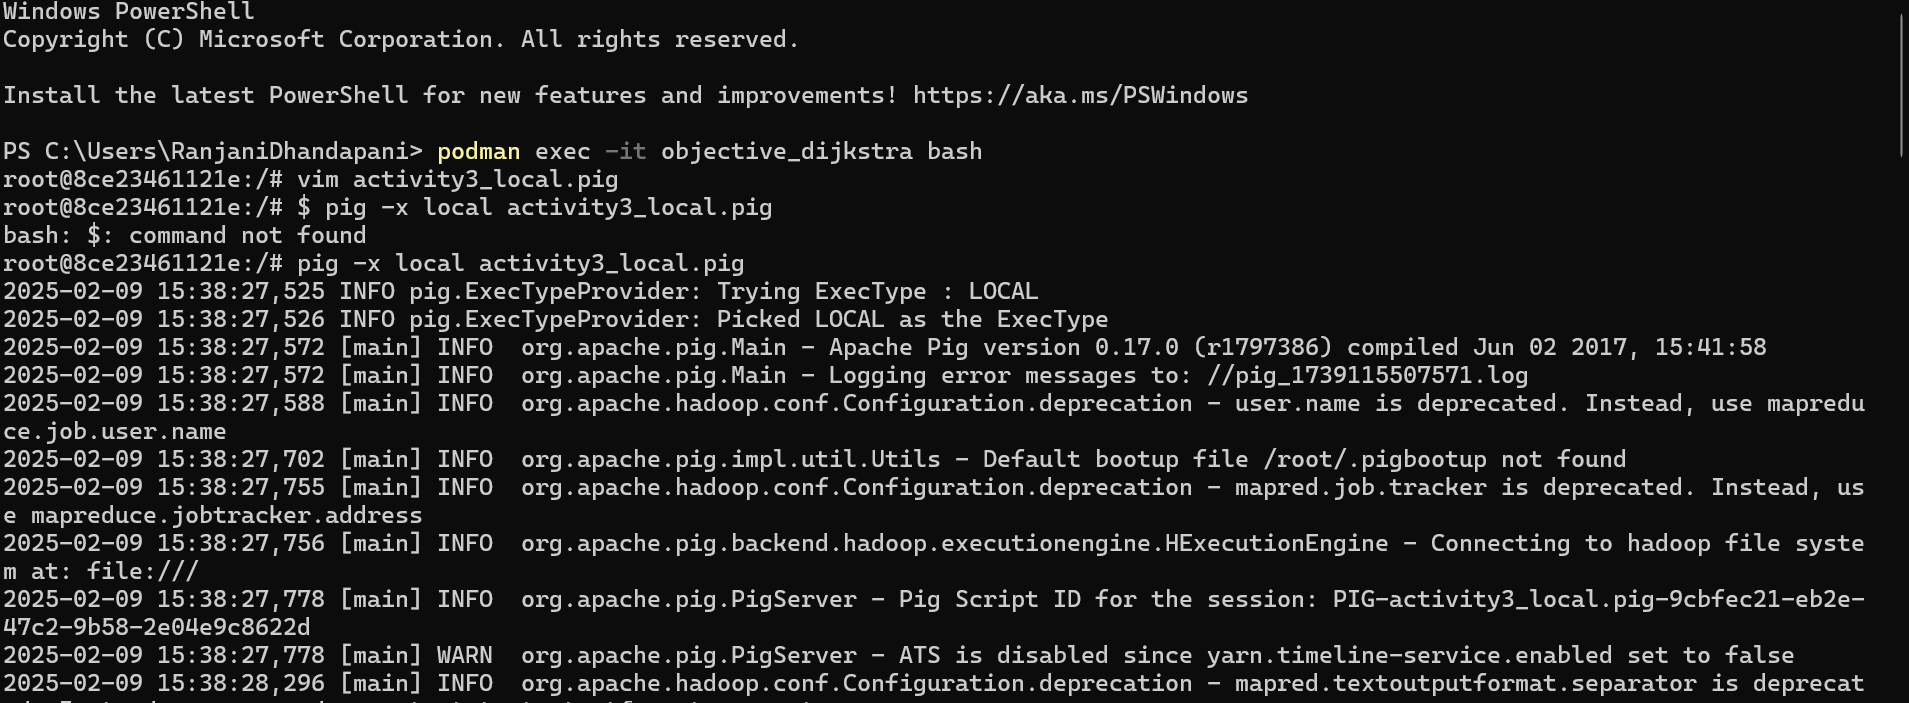 Windows PowerShell
Copyright (C) Microsoft Corporation. All rights reserved.
Install the latest PowerShell for new features and improvements! https://aka.ms/PSWindows
PS C:\Users\RanjaniDhandapani> podman exec -it objective_dijkstra bash
root@8ce23461121e:/# vim activity3_local.pig
root@8ce23461121e:/# $ pig -x local activity3_local.pig
bash: $: command not found
root@8ce23461121e:/# pig -x local activity3_local.pig
2025-02-09 15:38:27,525 INFO pig.ExecTypeProvider: Trying ExecType : LOCAL
2025-02-09 15:38:27,526 INFO pig.ExecTypeProvider: Picked LOCAL as the ExecType
2025-02-09 15:38:27,572 [main] INFO  org.apache.pig.Main - Apache Pig version 0.17.0 (r1797386) compiled Jun 02 2017, 15:41:58
2025-02-09 15:38:27,572 [main] INFO  org.apache.pig.Main - Logging error messages to: //pig_1739115507571.log
2025-02-09 15:38:27,588 [main] INFO  org.apache.hadoop.conf.Configuration.deprecation - user.name is deprecated. Instead, use mapredu
ce.job.user.name
2025-02-09 15:38:27,702 [main] INFO  org.apache.pig.impl.util.Utils - Default bootup file /root/.pigbootup not found
2025-02-09 15:38:27,755 [main] INFO  org.apache.hadoop.conf.Configuration.deprecation - mapred.job.tracker is deprecated. Instead, us
e mapreduce.jobtracker.address
2025-02-09 15:38:27,756 [main] INFO  org.apache.pig.backend.hadoop.executionengine.HExecutionEngine - Connecting to hadoop file syste
m at: file:///
2025-02-09 15:38:27,778 [main] INFO  org.apache.pig.PigServer - Pig Script ID for the session: PIG-activity3_local.pig-9cbfec21-eb2e-
47c2-9b58-2e04e9c8622d
2025-02-09 15:38:27,778 [main] WARN  org.apache.pig.PigServer - ATS is disabled since yarn.timeline-service.enabled set to false
2025-02-09 15:38:28,296 [main] INFO  org.apache.hadoop.conf.Configuration.deprecation - mapred.textoutputformat.separator is deprecat